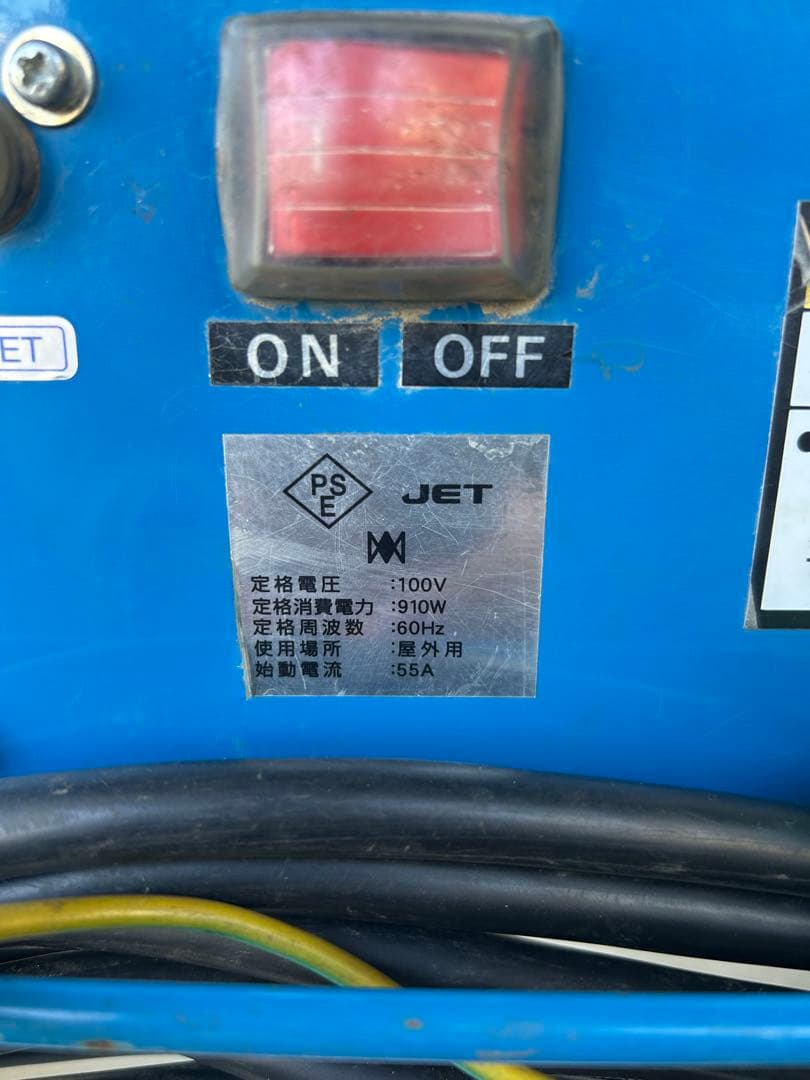 ET
ON OFF
PSE JET
定格電圧 :100V
定格消費電力 :910W
定格周波数 :60Hz
使用場所 :屋外用
始動電流 :55A